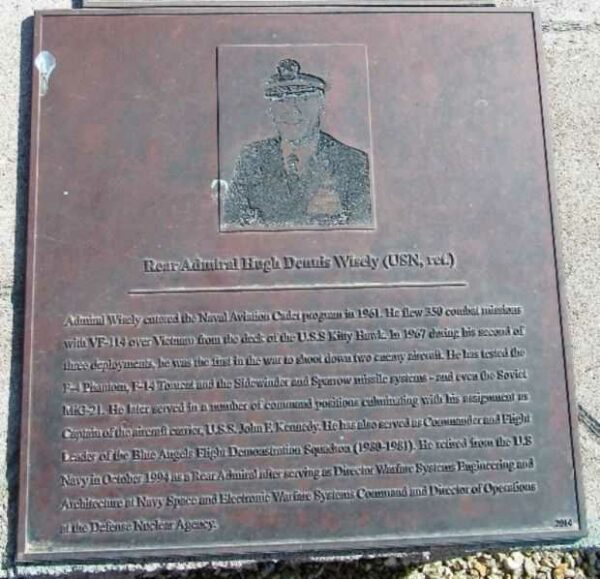 Rear Admiral Hugh Dennis Wisely (USN, ret.)
Admiral Wisely entered the Naval Aviation Cadet program in 1961. He flew 350 combat missions
with VF-114 over Vietnam from the deck of the U.S.S Kitty Hawk. In 1967 during his second of
three deployments, he was the first in the war to shoot down two enemy aircraft. He has tested the
F-4 Phantom, F-14 Tomcat and the Sidewinder and Sparrow missile systems - and even the Soviet
MiG-21. He later served in a number of command positions culminating with his assignment as
Captain of the aircraft carrier, U.S.S. John F. Kennedy. He has also served as Commander and Flight
Leader of the Blue Angels Flight Demonstration Squadron (1980-1981). He retired from the U.S
Navy in October 1994 as a Rear Admiral after serving as Director Warfare Systems Engineering and
Architecture at Navy Space and Electronic Warfare Systems Command and Director of Operations
at the Defense Nuclear Agency.
2014